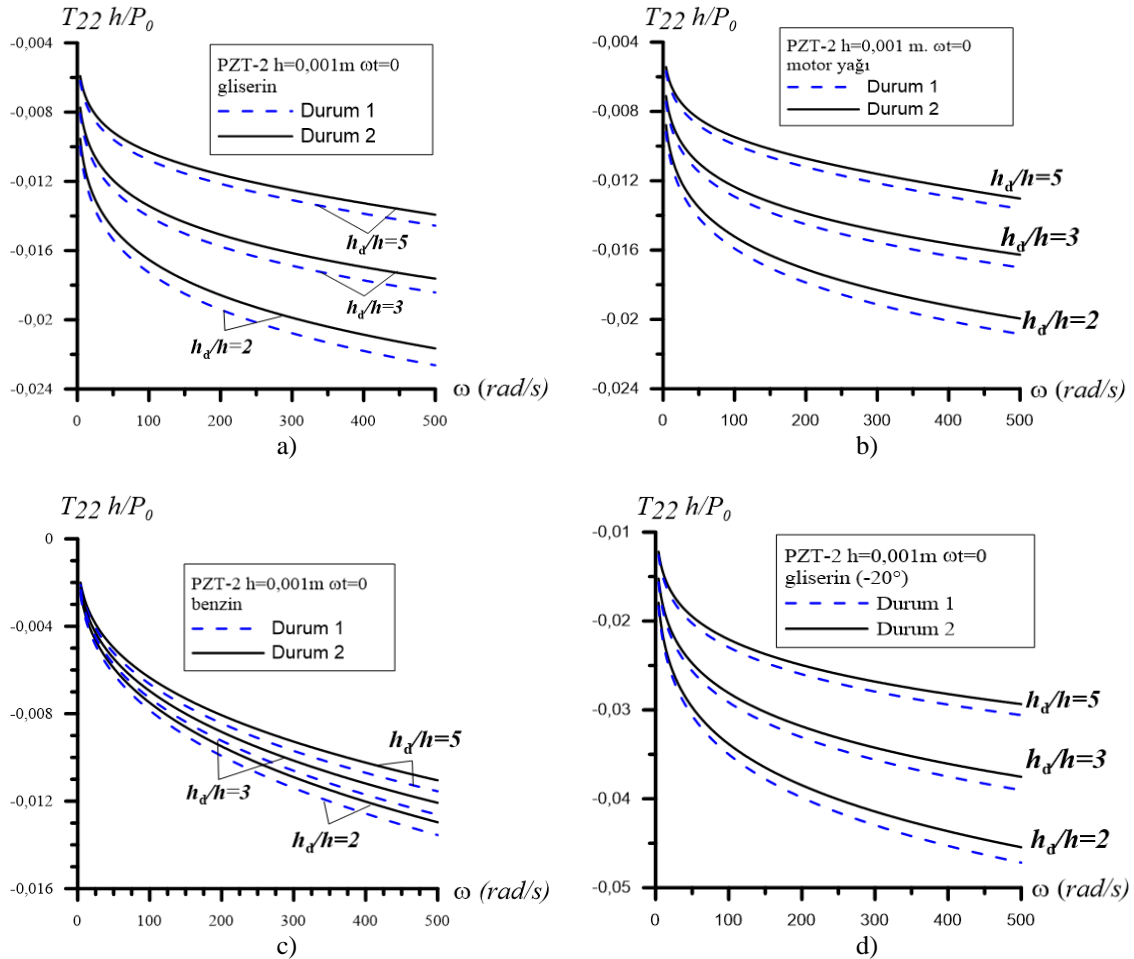 T22 h/P0
-0,004
-0,008
-0,012
-0,016
-0,02
-0,024
PZT-2 h=0,001m ωt=0
gliserin
Durum 1
Durum 2
hd/h=5
hd/h=3
hd/h=2
0 100 200 300 400 500
ω (rad/s)
a)
T22 h/P0
-0,004
-0,008
-0,012
-0,016
-0,02
-0,024
PZT-2 h=0,001 m. ωt=0
motor yağı
Durum 1
Durum 2
hd/h=5
hd/h=3
hd/h=2
0 100 200 300 400 500
ω (rad/s)
b)
T22 h/P0
0
-0,004
-0,008
-0,012
-0,016
PZT-2 h=0,001m ωt=0
benzin
Durum 1
Durum 2
hd/h=5
hd/h=3
hd/h=2
0 100 200 300 400 500
ω (rad/s)
c)
T22 h/P0
-0,01
-0,02
-0,03
-0,04
-0,05
PZT-2 h=0,001m ωt=0
gliserin (-20°)
Durum 1
Durum 2
hd/h=5
hd/h=3
hd/h=2
0 100 200 300 400 500
ω (rad/s)
d)